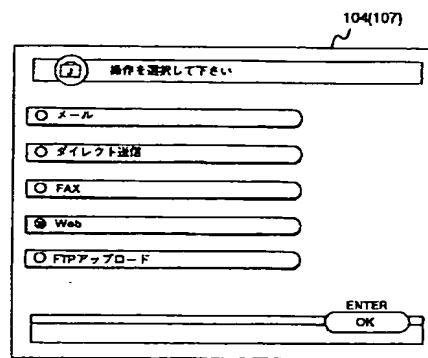 104(107)
操作を選択して下さい
メール
ダイレクト送信
FAX
Web
FTPアップロード
ENTER
OK